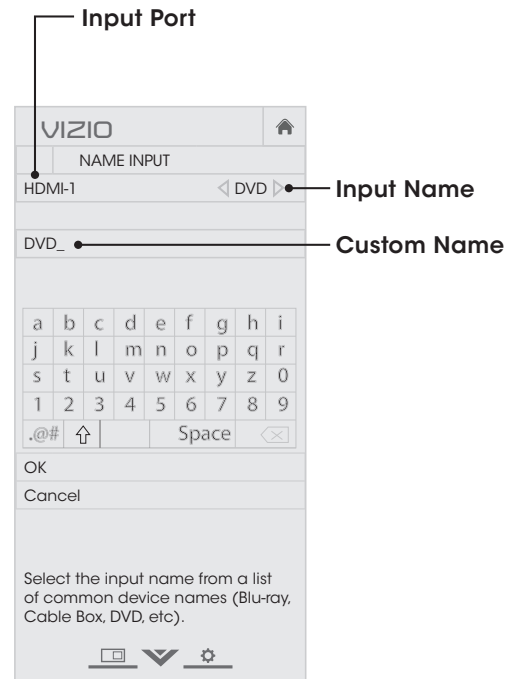 Input Port
VIZIO
NAME INPUT
HDMI-1 DVD Input Name
DVD_ Custom Name
a b c d e f g h i
j k l m n o p q r
s t u v w x y z 0
1 2 3 4 5 6 7 8 9
.@# Space
OK
Cancel
Select the input name from a list
of common device names (Blu-ray,
Cable Box, DVD, etc).